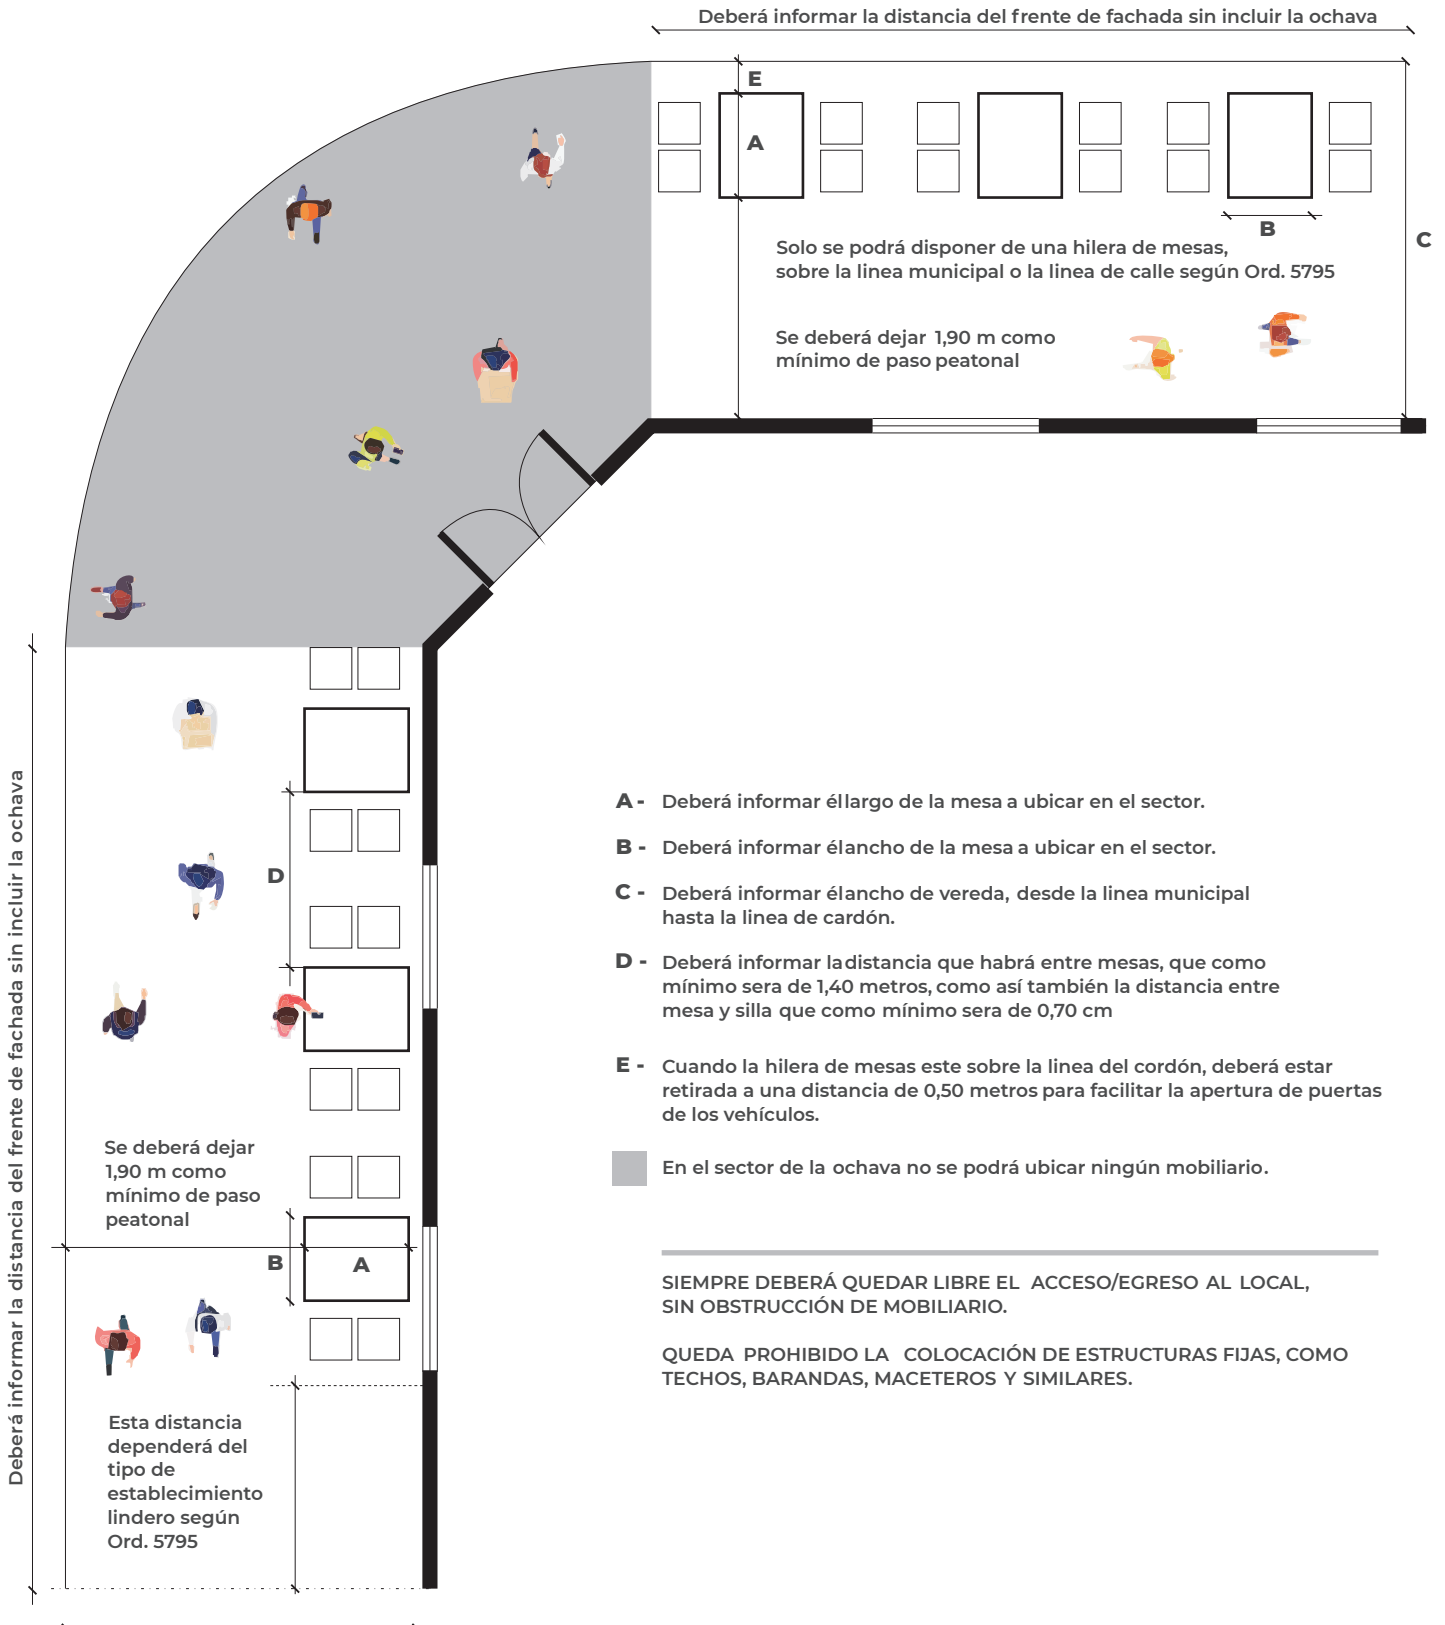 Deberá informar la distancia del frente de fachada sin incluir la ochava
E
A
B
C
Solo se podrá disponer de una hilera de mesas,
sobre la linea municipal o la linea de calle según Ord. 5795
Se deberá dejar 1,90 m como
mínimo de paso peatonal
Deberá informar la distancia del frente de fachada sin incluir la ochava
D
Se deberá dejar
1,90 m como
mínimo de paso
peatonal
B
A
Esta distancia
dependerá del
tipo de
establecimiento
lindero según
Ord. 5795
A - Deberá informar él largo de la mesa a ubicar en el sector.
B - Deberá informar él ancho de la mesa a ubicar en el sector.
C - Deberá informar él ancho de vereda, desde la linea municipal
hasta la linea de cardón.
D - Deberá informar la distancia que habrá entre mesas, que como
mínimo sera de 1,40 metros, como así también la distancia entre
mesa y silla que como mínimo sera de 0,70 cm
E - Cuando la hilera de mesas este sobre la linea del cordón, deberá estar
retirada a una distancia de 0,50 metros para facilitar la apertura de puertas
de los vehículos.
En el sector de la ochava no se podrá ubicar ningún mobiliario.
SIEMPRE DEBERÁ QUEDAR LIBRE EL ACCESO/EGRESO AL LOCAL,
SIN OBSTRUCCIÓN DE MOBILIARIO.
QUEDA PROHIBIDO LA COLOCACIÓN DE ESTRUCTURAS FIJAS, COMO
TECHOS, BARANDAS, MACETEROS Y SIMILARES.